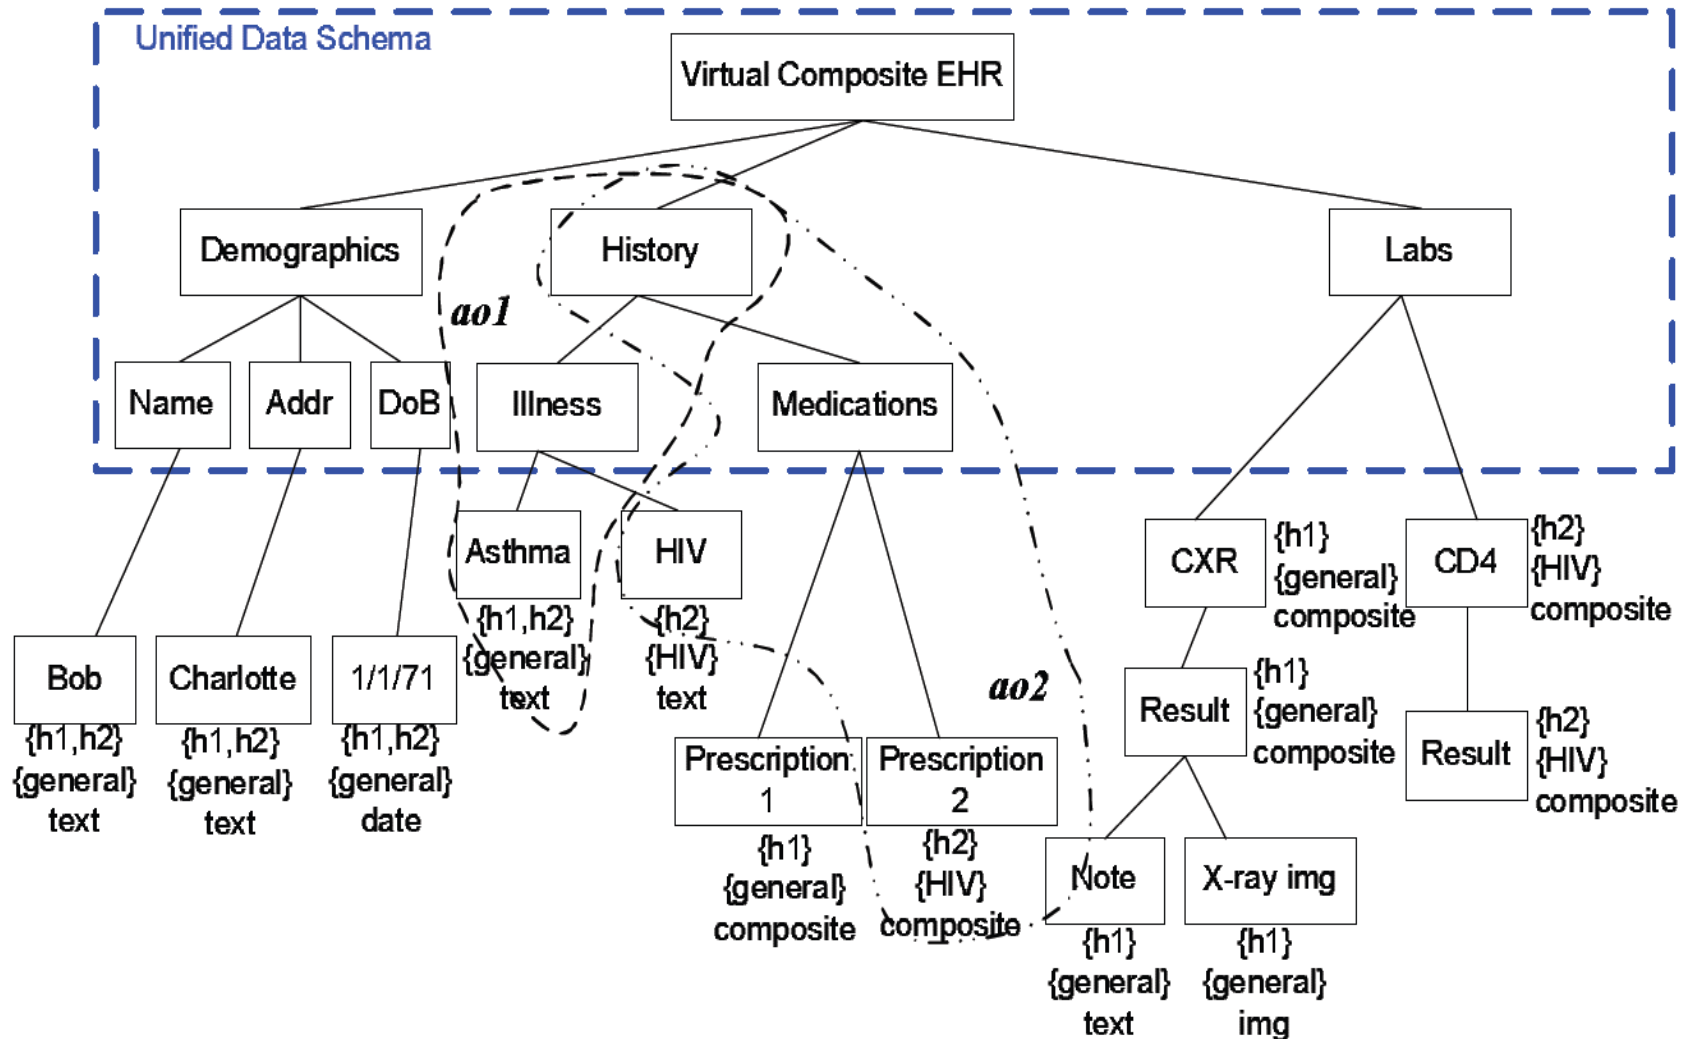 Unified Data Schema
Virtual Composite EHR
Demographics
History
Labs
ao1
Name
Addr
DoB
Illness
Medications
Asthma
{h1,h2}
{general}
text
HIV
{h2}
{HIV}
text
CXR
{h1}
{general}
composite
CD4
{h2}
{HIV}
composite
Bob
{h1,h2}
{general}
text
Charlotte
{h1,h2}
{general}
text
1/1/71
{h1,h2}
{general}
date
ao2
Result
{h1}
{general}
composite
Result
{h2}
{HIV}
composite
Prescription
1
{h1}
{general}
composite
Prescription
2
{h2}
{HIV}
composite
Note
{h1}
{general}
text
X-ray img
{h1}
{general}
img